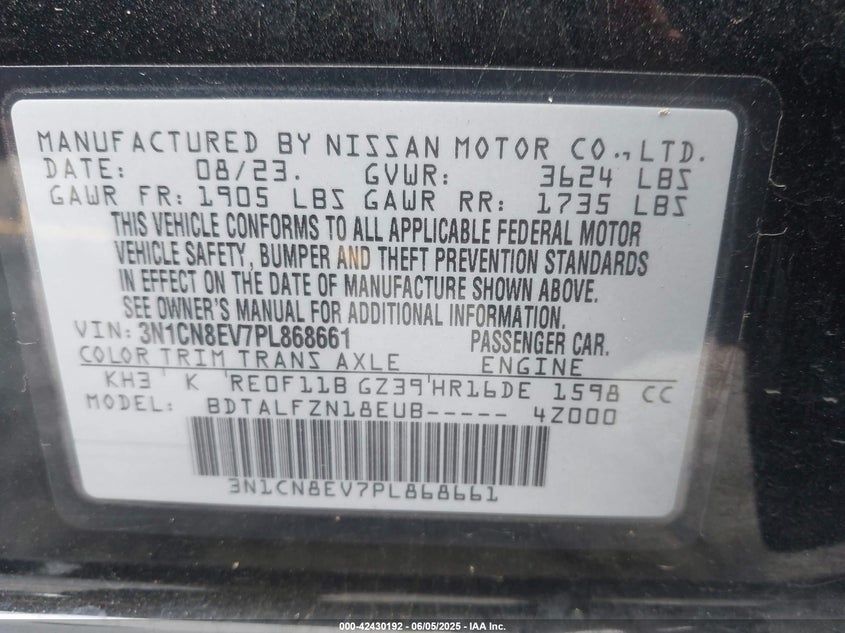 MANUFACTURED BY NISSAN MOTOR CO., LTD.
DATE: 08/23. GVWR: 3624 LBS
GAWR FR: 1905 LBS GAWR RR: 1735 LBS
THIS VEHICLE CONFORMS TO ALL APPLICABLE FEDERAL MOTOR
VEHICLE SAFETY, BUMPER AND THEFT PREVENTION STANDARDS
IN EFFECT ON THE DATE OF MANUFACTURE SHOWN ABOVE.
SEE OWNER'S MANUAL FOR ADDITIONAL INFORMATION.
VIN: 3N1CN8EV7PL868661 PASSENGER CAR.
COLOR TRIM TRANS AXLE ENGINE
KH3 K RE0F11B GZ39 HR16DE 1598 CC
MODEL: BDTALFZN18EUB----- 4Z000
3N1CN8EV7PL868661
000-42430192 - 06/05/2025 - IAA Inc.